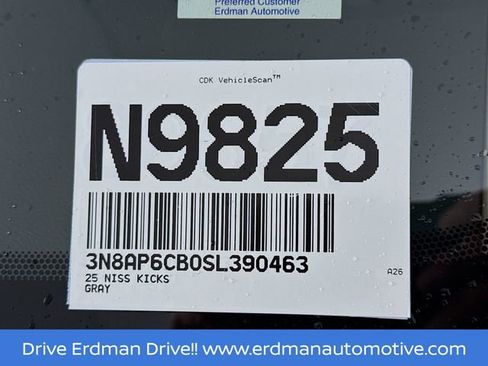 Preferred Customer
Erdman Automotive
CDK VehicleScan™
N9825
3N8AP6CB0SL390463
25 NISS KICKS
GRAY
A26
Drive Erdman Drive!! www.erdmanautomotive.com